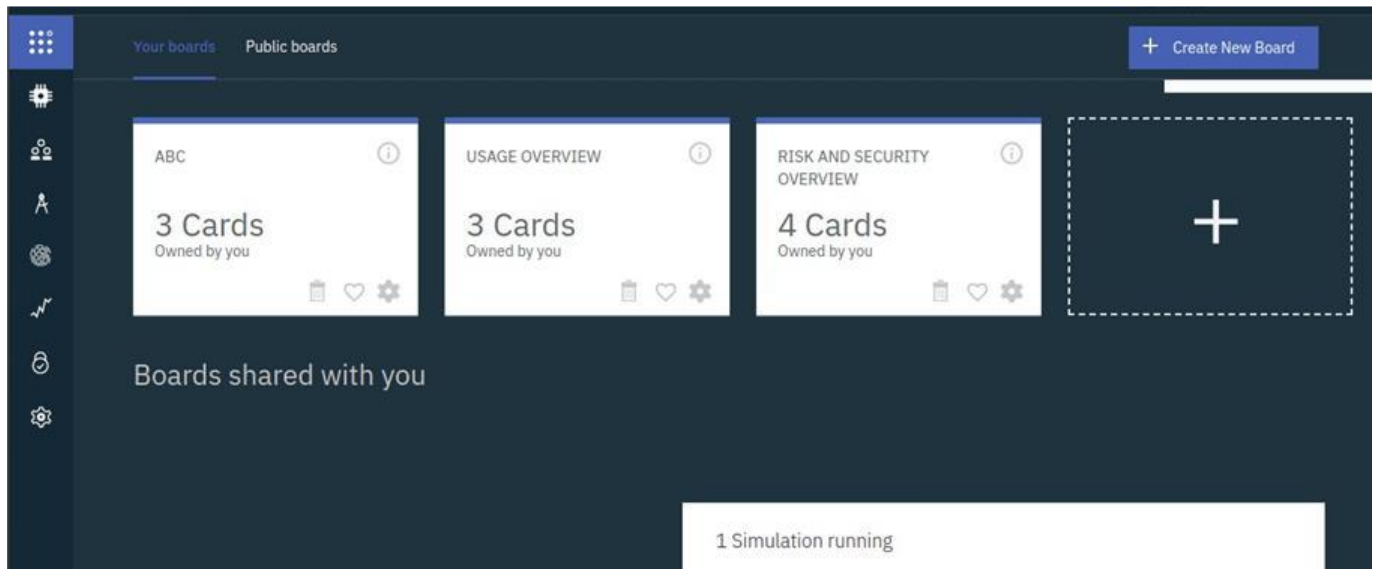 Your boards
Public boards
Create New Board
ABC
3 Cards
Owned by you
USAGE OVERVIEW
3 Cards
Owned by you
RISK AND SECURITY
OVERVIEW
4 Cards
Owned by you
Boards shared with you
1 Simulation running